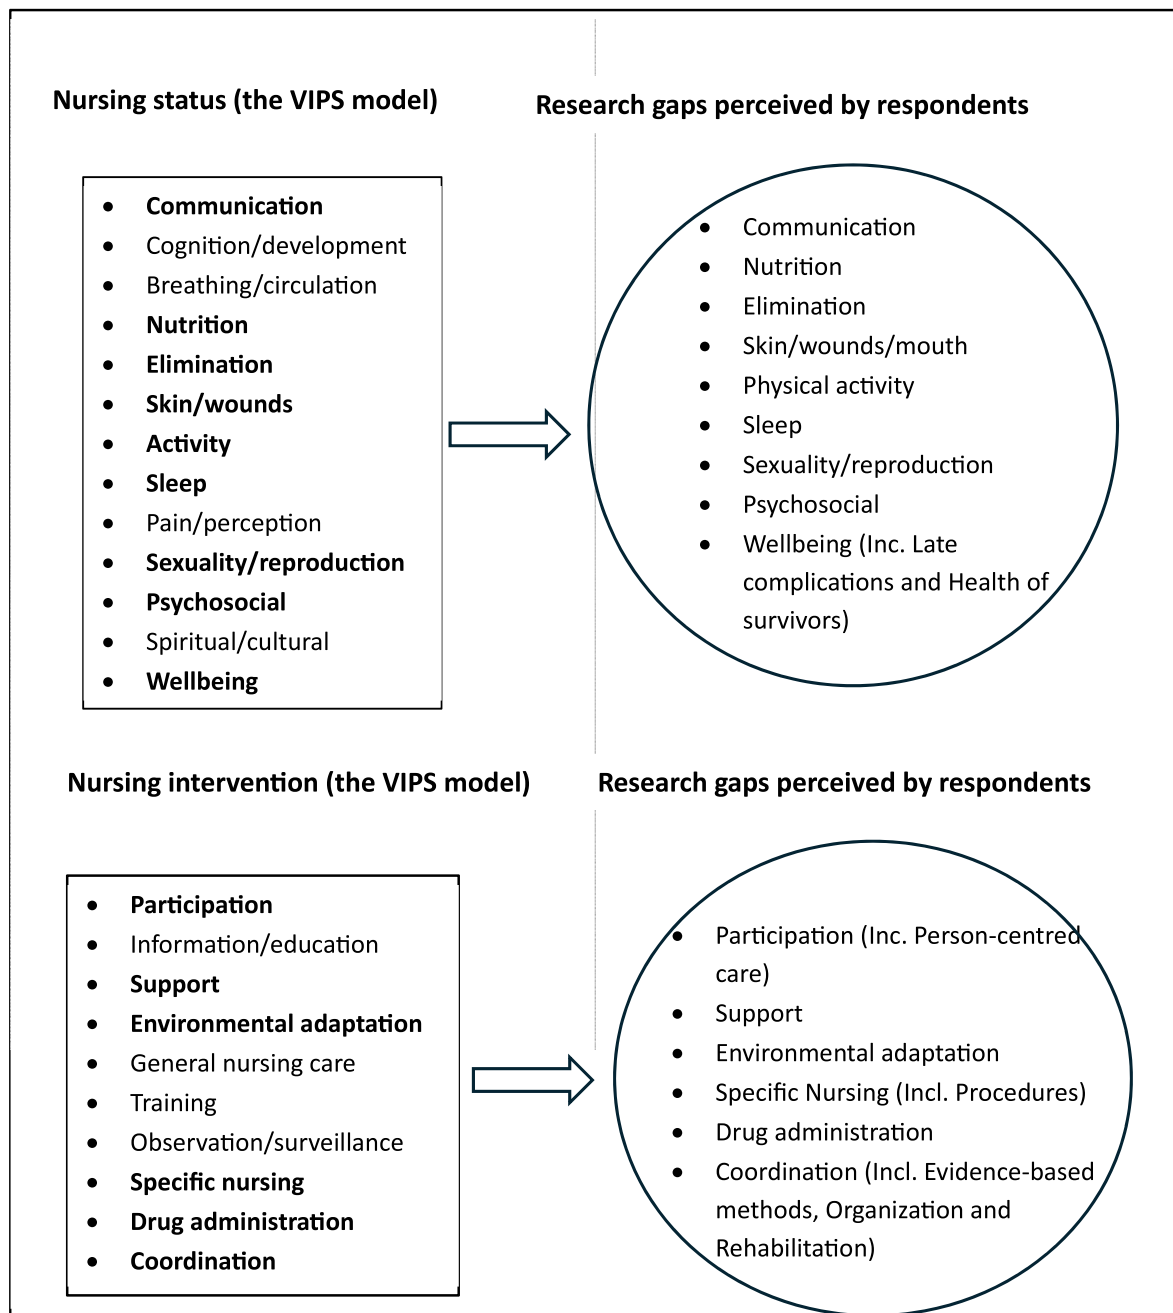 Nursing status (the VIPS model)
Research gaps perceived by respondents
• Communication
• Cognition/development
• Breathing/circulation
• Nutrition
• Elimination
• Skin/wounds
• Activity
• Sleep
• Pain/perception
• Sexuality/reproduction
• Psychosocial
• Spiritual/cultural
• Wellbeing
• Communication
• Nutrition
• Elimination
• Skin/wounds/mouth
• Physical activity
• Sleep
• Sexuality/reproduction
• Psychosocial
• Wellbeing (Inc. Late
complications and Health of
survivors)
Nursing intervention (the VIPS model)
Research gaps perceived by respondents
• Participation
• Information/education
• Support
• Environmental adaptation
• General nursing care
• Training
• Observation/surveillance
• Specific nursing
• Drug administration
• Coordination
• Participation (Inc. Person-centred
care)
• Support
• Environmental adaptation
• Specific Nursing (Incl. Procedures)
• Drug administration
• Coordination (Incl. Evidence-based
methods, Organization and
Rehabilitation)